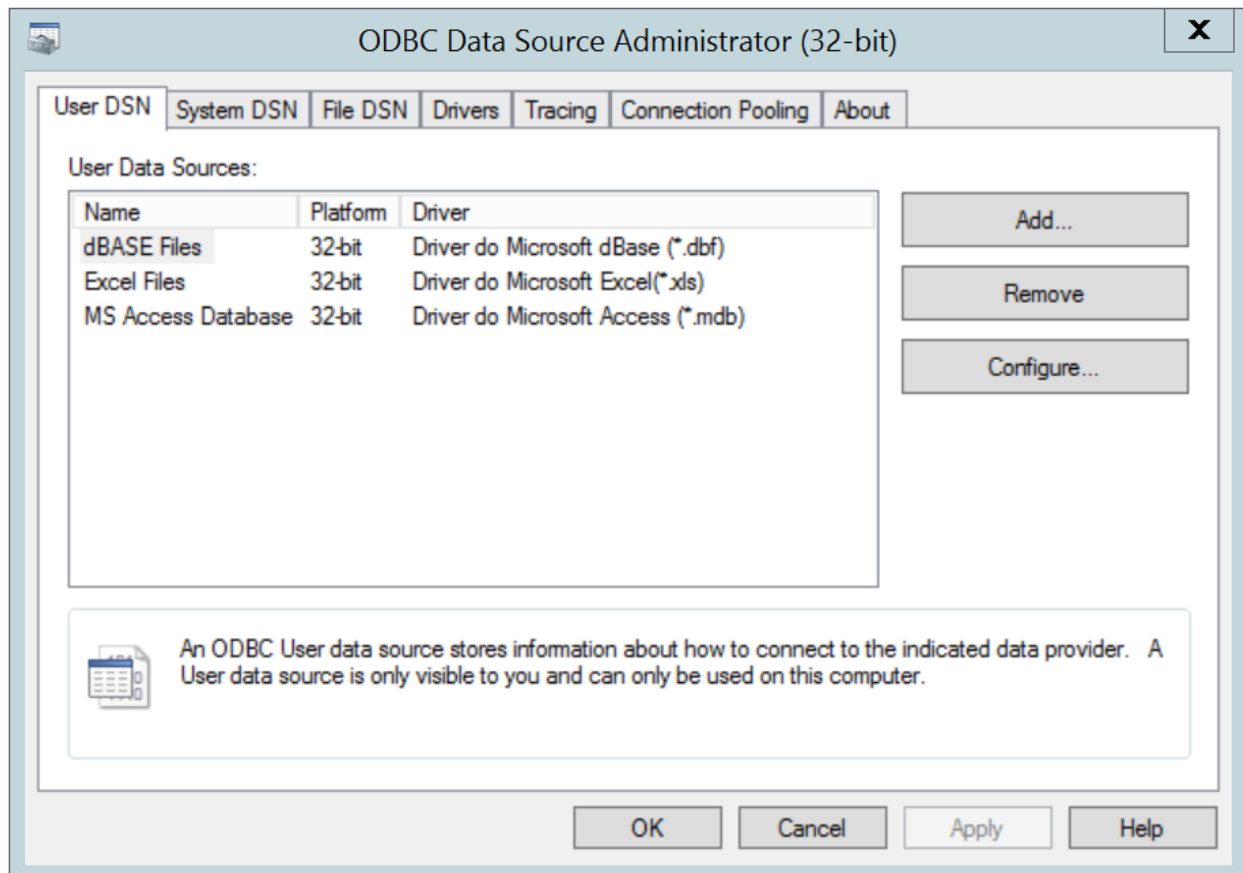 ODBC Data Source Administrator (32-bit)
X
User DSN System DSN File DSN Drivers Tracing Connection Pooling About
User Data Sources:
Name Platform Driver
dBASE Files 32-bit Driver do Microsoft dBase (*.dbf)
Excel Files 32-bit Driver do Microsoft Excel(*.xls)
MS Access Database 32-bit Driver do Microsoft Access (*.mdb)
Add...
Remove
Configure...
An ODBC User data source stores information about how to connect to the indicated data provider. A
User data source is only visible to you and can only be used on this computer.
OK Cancel Apply Help